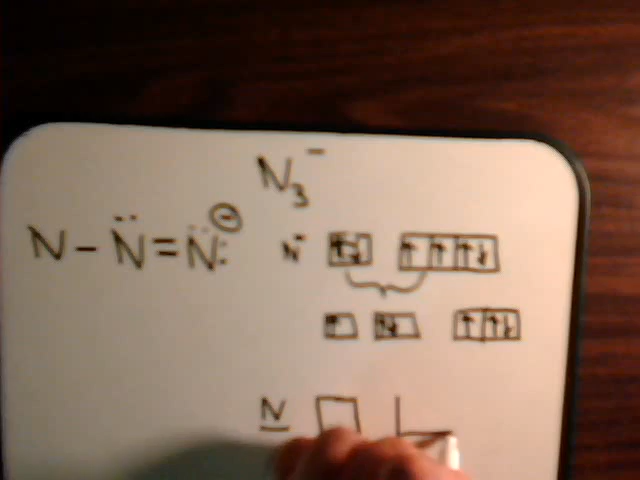 N₃⁻
N – N̈ = N̈: ⊖
N⁻ ↑↓ ↑ ↑ ↑↓
↑ ↑↓ ↑ ↑↓
N